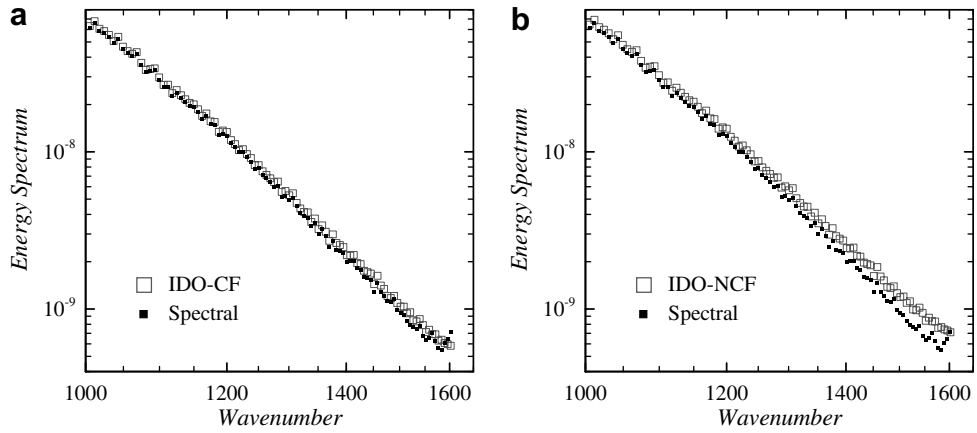 a
Energy Spectrum
10^-8
10^-9
IDO-CF
Spectral
1000 1200 1400 1600
Wavenumber
b
Energy Spectrum
10^-8
10^-9
IDO-NCF
Spectral
1000 1200 1400 1600
Wavenumber